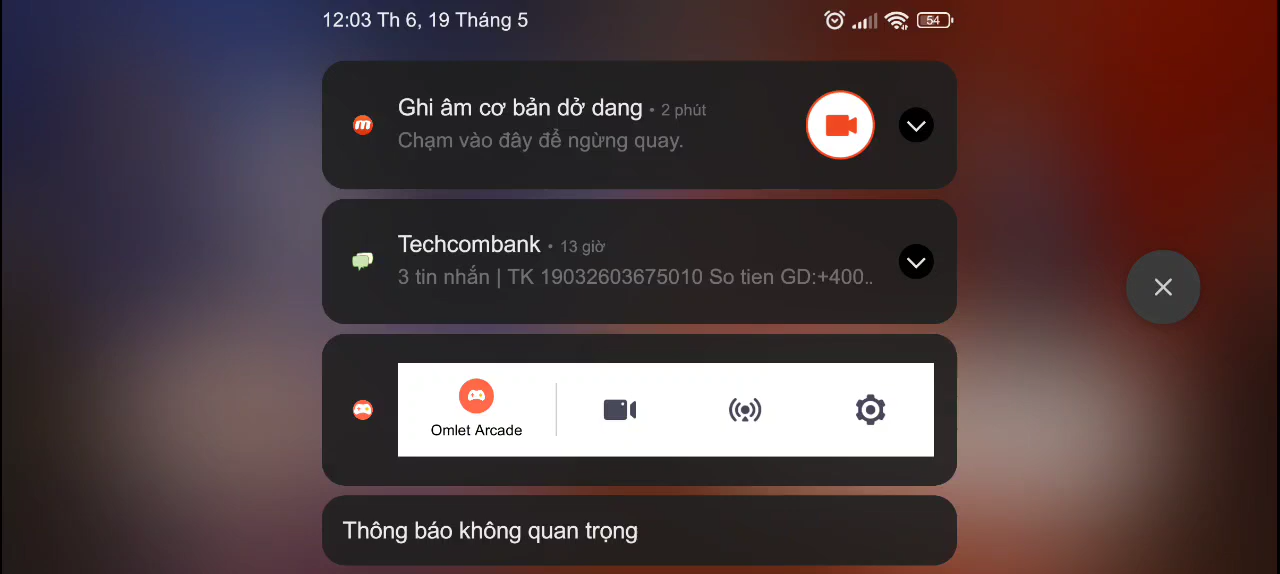 12:03 Th 6, 19 Tháng 5
54
Ghi âm cơ bản dở dang • 2 phút
Chạm vào đây để ngừng quay.
Techcombank • 13 giờ
3 tin nhắn | TK 19032603675010 So tien GD:+400..
Omlet Arcade
Thông báo không quan trọng